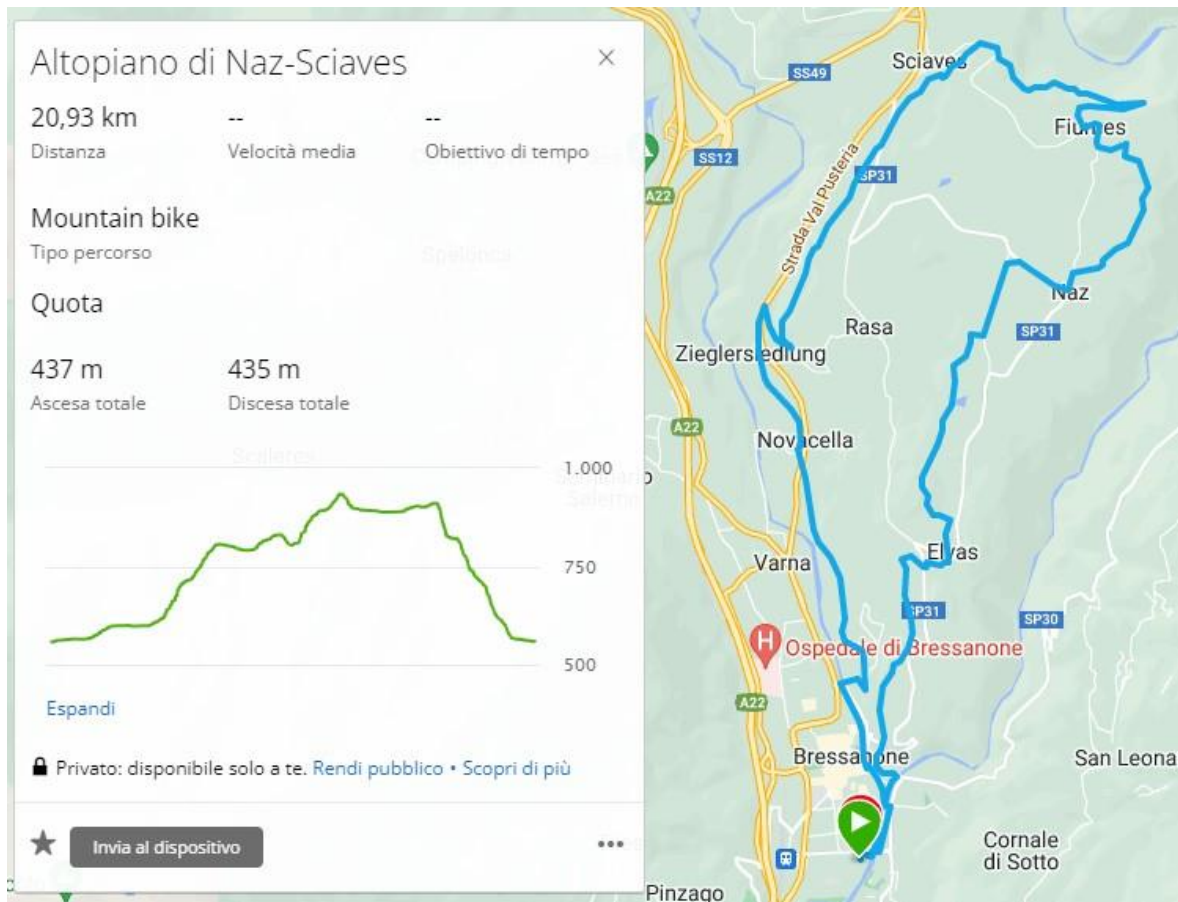 Altopiano di Naz-Sciaves
20,93 km -- --
Distanza Velocità media Obiettivo di tempo
Mountain bike
Tipo percorso
Spelonca
Quota
437 m 435 m
Ascesa totale Discesa totale
Scaleres
1.000
750
500
Espandi
Privato: disponibile solo a te. Rendi pubblico • Scopri di più
Invia al dispositivo
Sciaves
SS49
Fiumes
SS12
A22
SP31
Strada Val Pusteria
Naz
SP31
Rasa
Zieglersiedlung
A22
Novacella
Varna
Elvas
SP31
SP30
H
Ospedale di Bressanone
A22
Bressanone
San Leona
Cornale
di Sotto
Pinzago